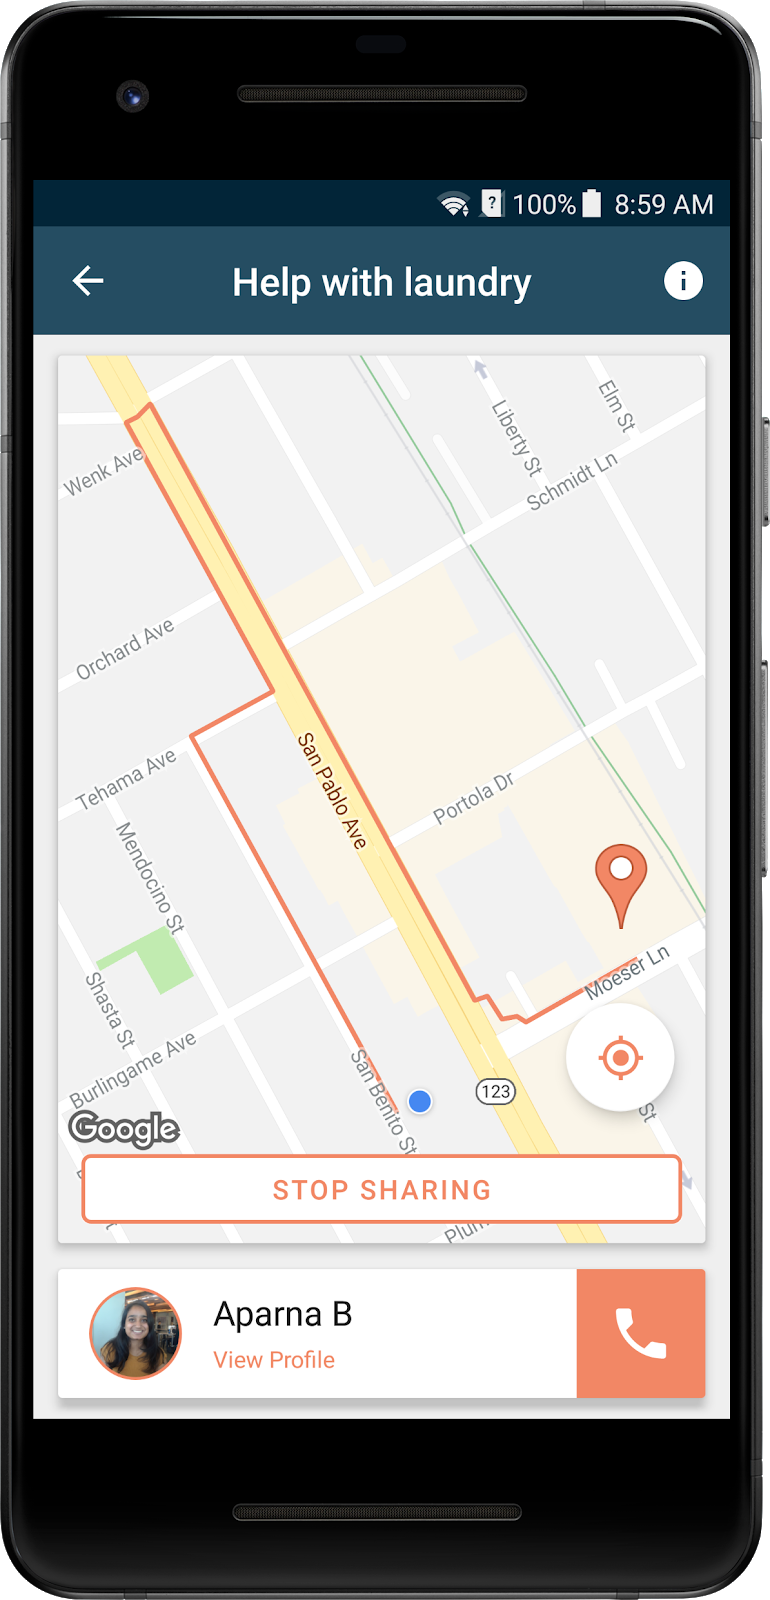 100% 8:59 AM
Help with laundry
Elm St
Liberty St
Schmidt Ln
Wenk Ave
Orchard Ave
San Pablo Ave
Tehama Ave
Portola Dr
Mendocino St
Moeser Ln
Shasta St
Burlingame Ave
San Benito St
123
St
Google
STOP SHARING
Aparna B
View Profile